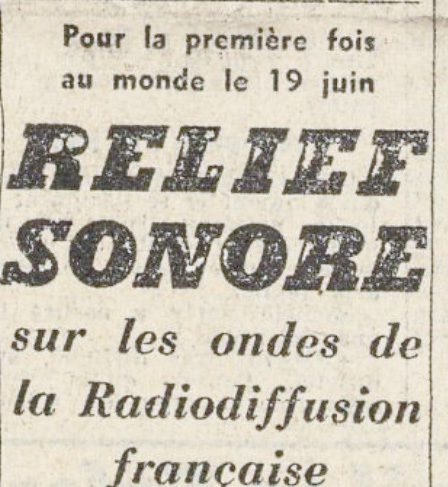 Pour la première fois
au monde le 19 juin
RELIEF
SONORE
sur les ondes de
la Radiodiffusion
française